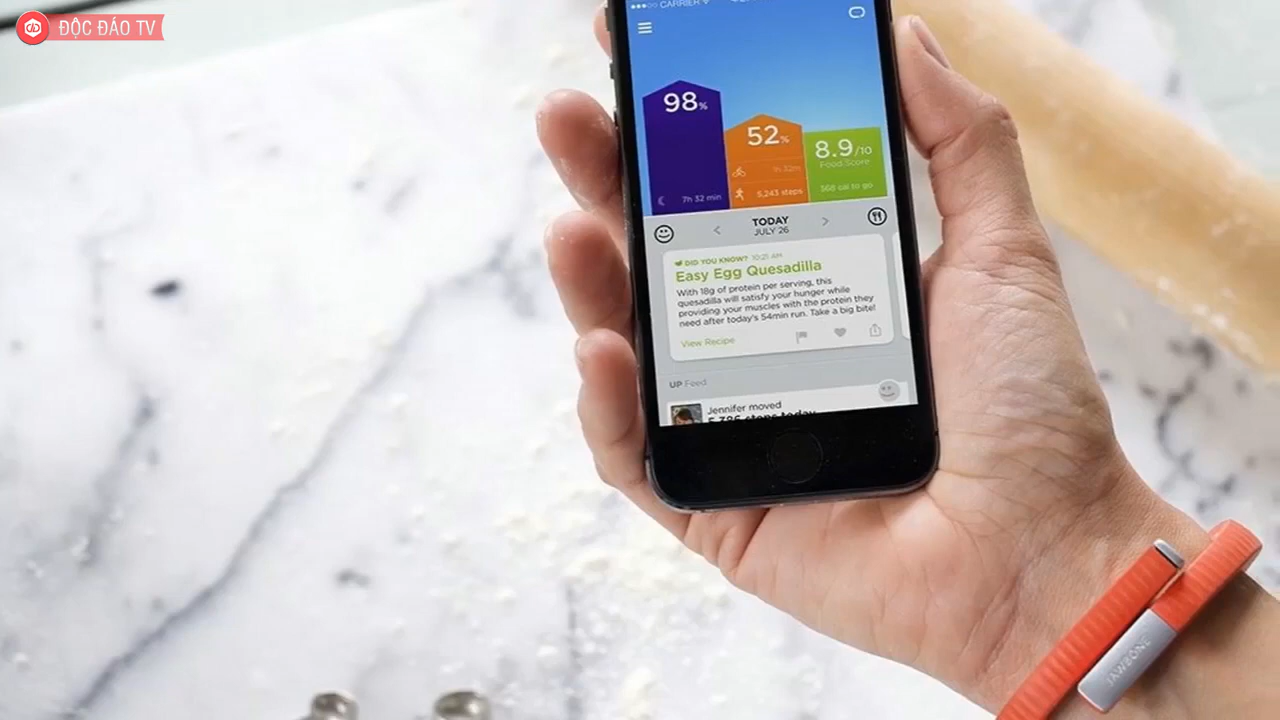 ĐỘC ĐÁO TV
CARRIER
98%
52%
8.9/10
Food Score
1h 32m
7h 32 min
5,243 steps
568 cal to go
TODAY
JULY 26
DID YOU KNOW? 10:21 AM
Easy Egg Quesadilla
With 18g of protein per serving, this
quesadilla will satisfy your hunger while
providing your muscles with the protein they
need after today's 54min run. Take a big bite!
View Recipe
UP Feed
Jennifer moved
steps today
JAWBONE